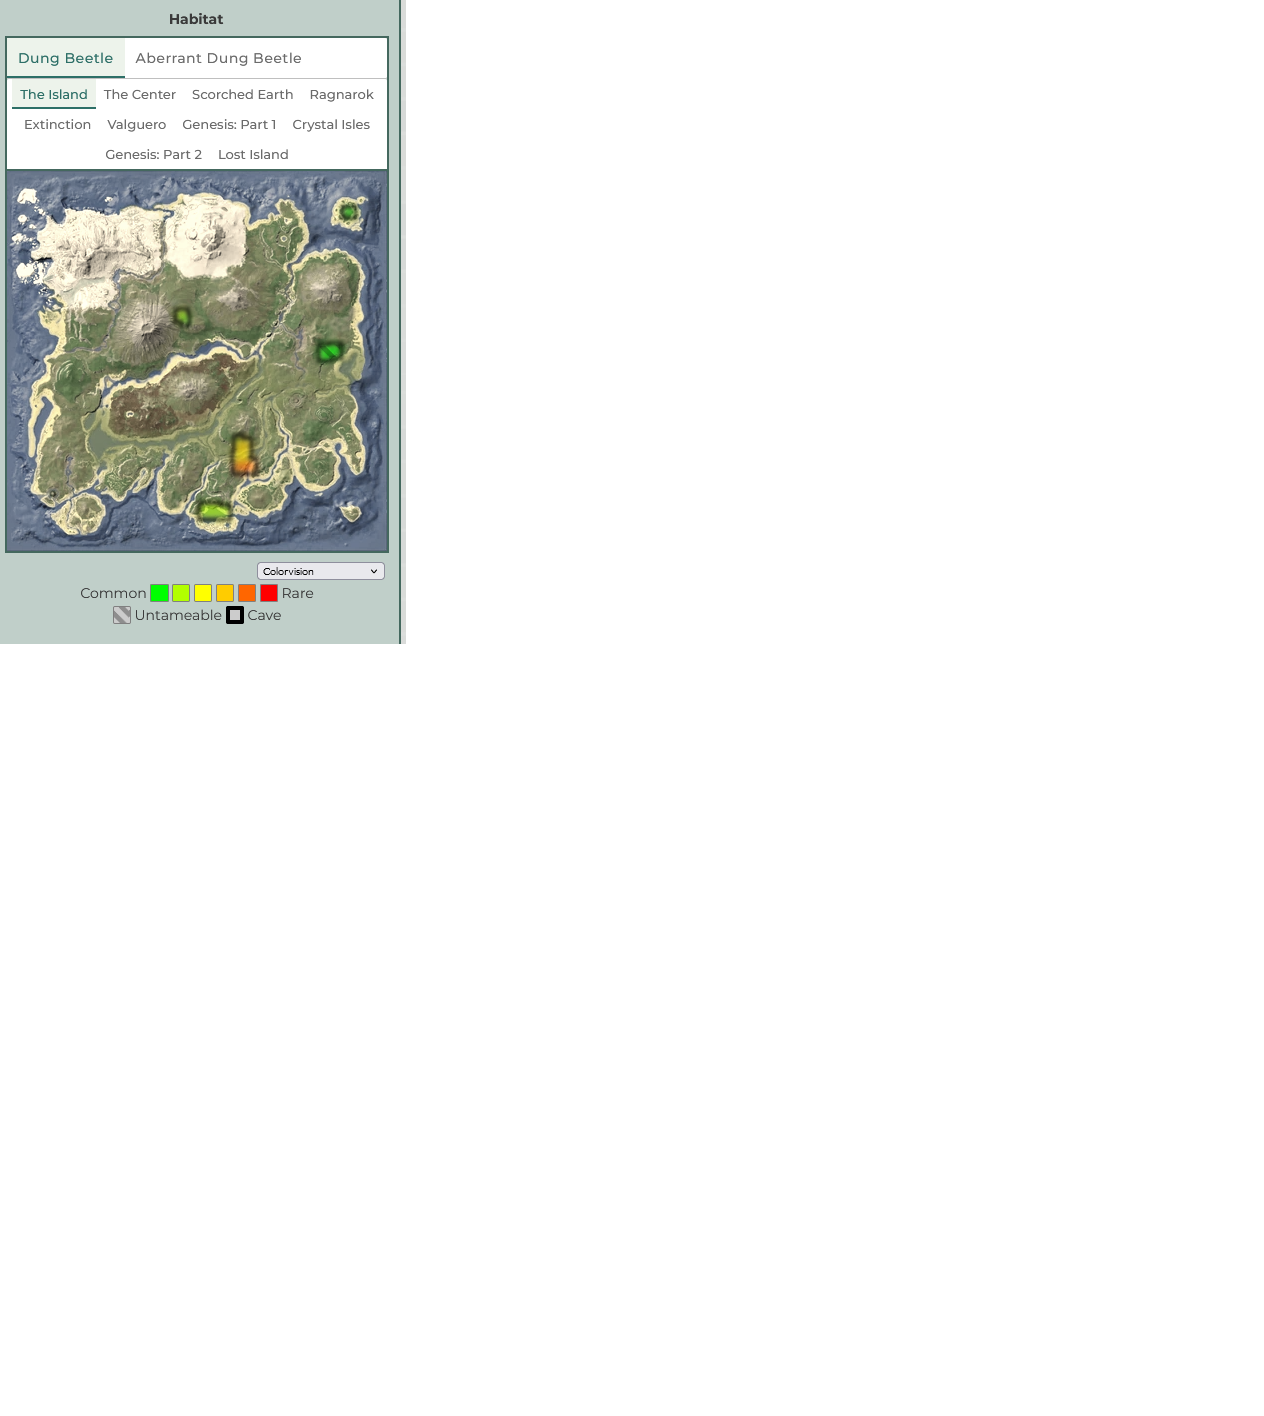 Habitat
Dung Beetle Aberrant Dung Beetle
The Island The Center Scorched Earth Ragnarok
Extinction Valguero Genesis: Part 1 Crystal Isles
Genesis: Part 2 Lost Island
Colorvision
Common Rare
Untameable Cave